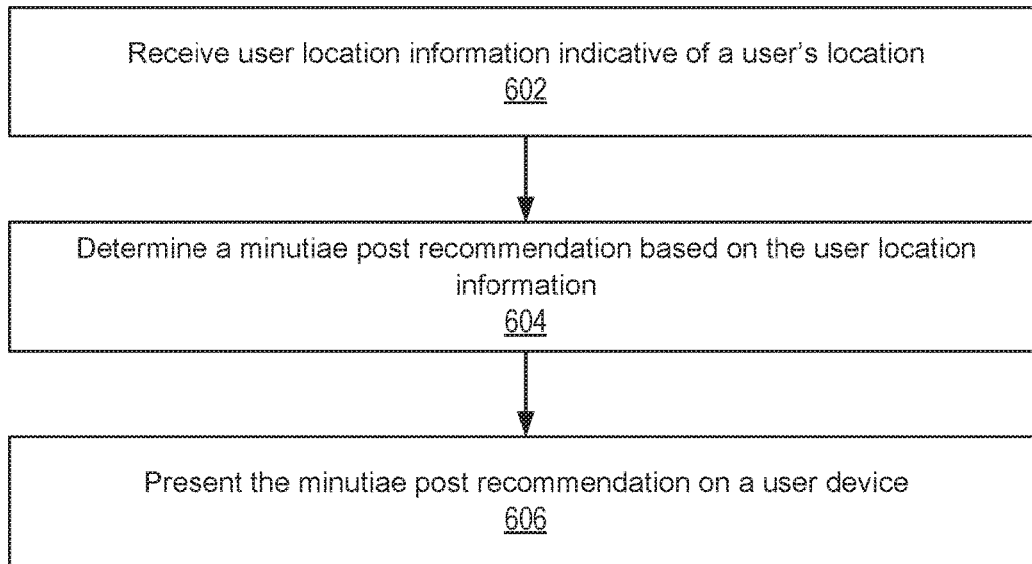 Receive user location information indicative of a user's location
602
Determine a minutiae post recommendation based on the user location
information
604
Present the minutiae post recommendation on a user device
606